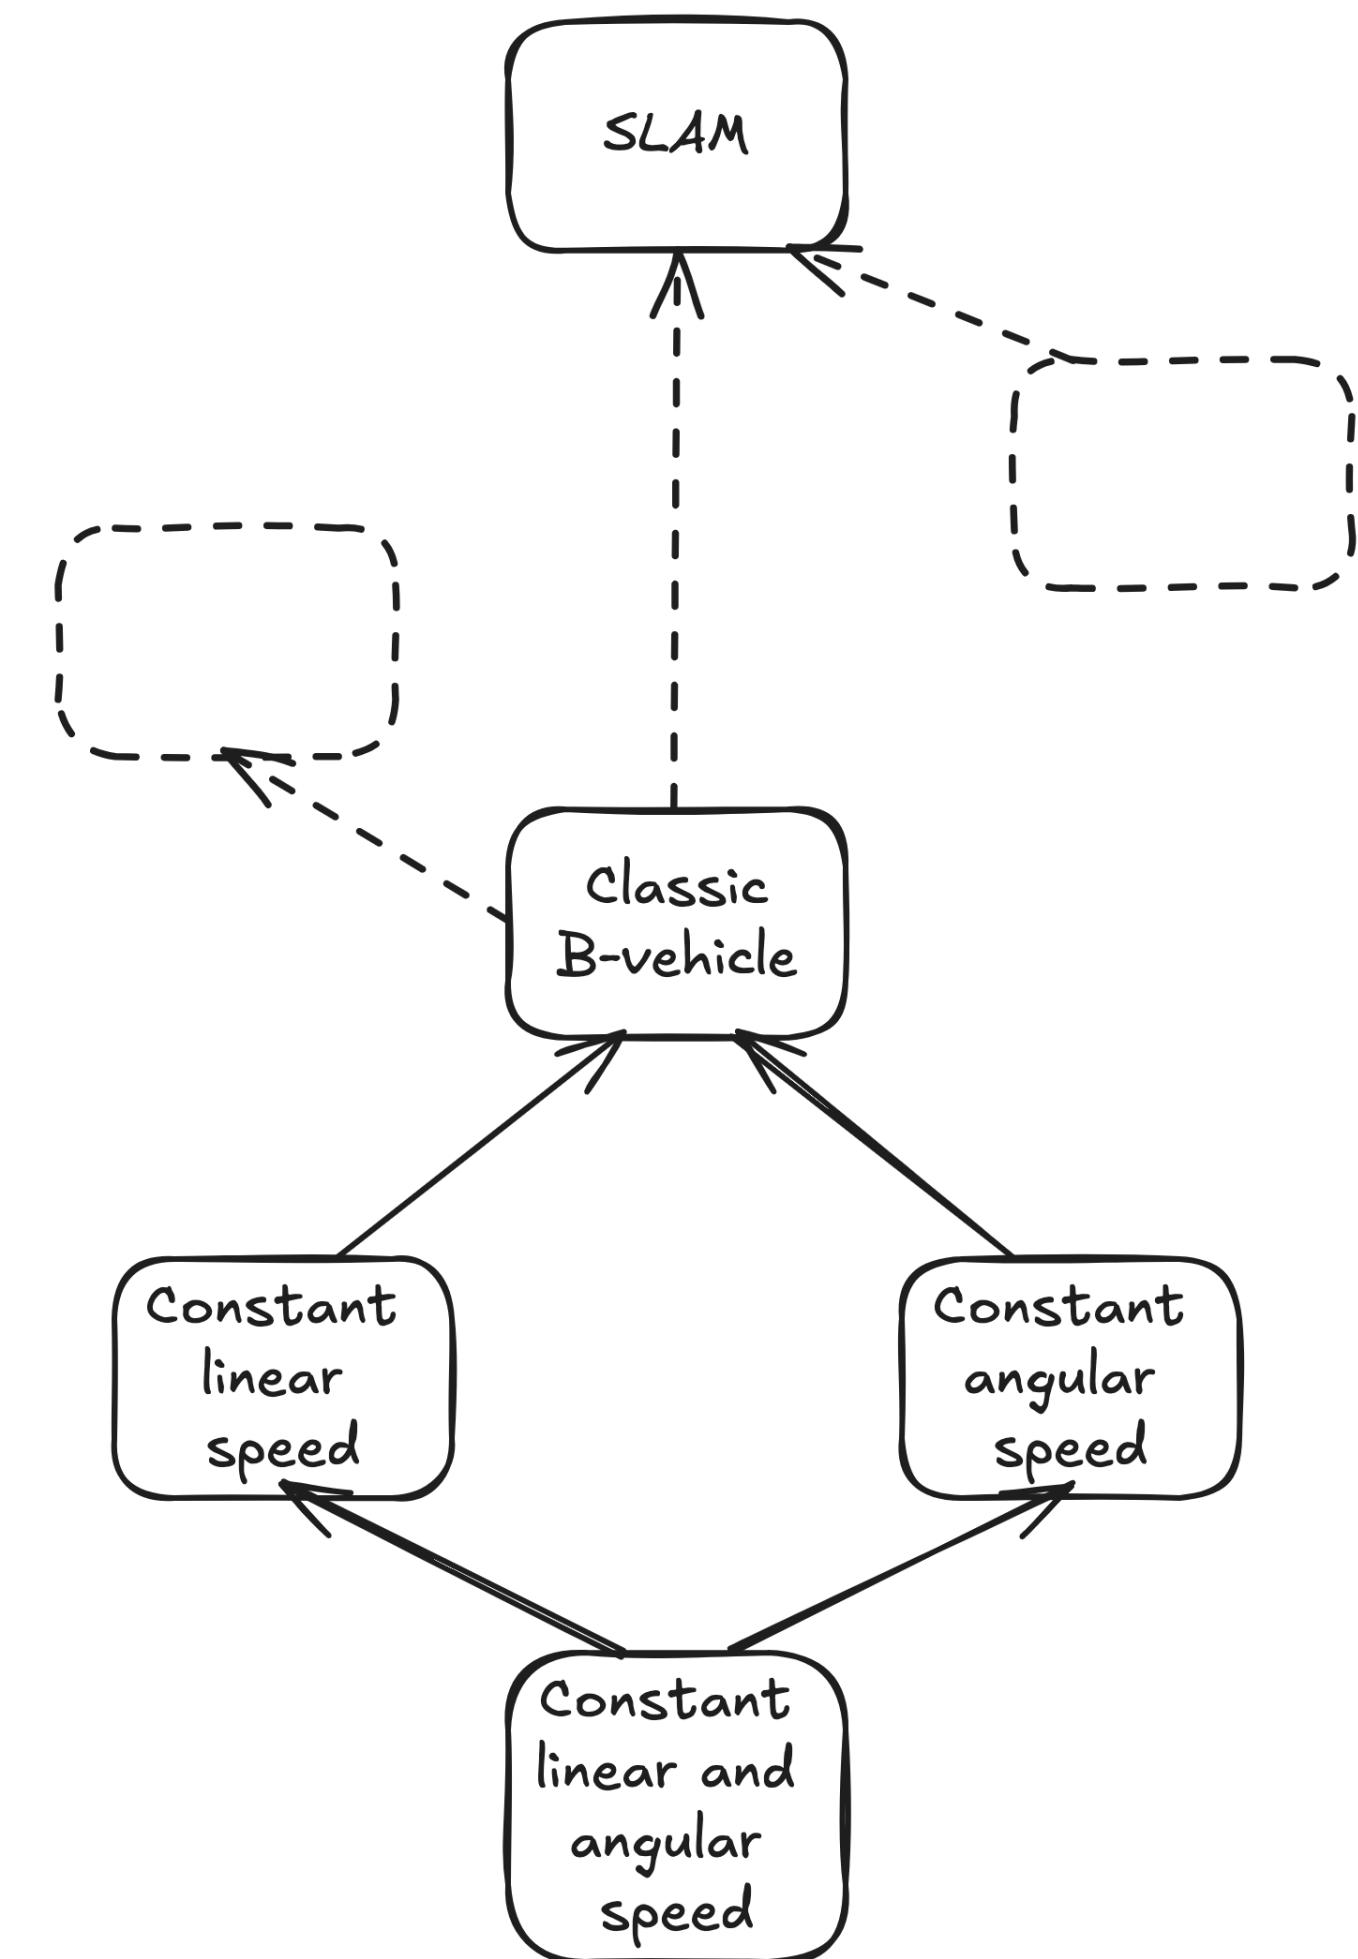 SLAM
Classic
B-vehicle
Constant
linear
speed
Constant
angular
speed
Constant
linear and
angular
speed